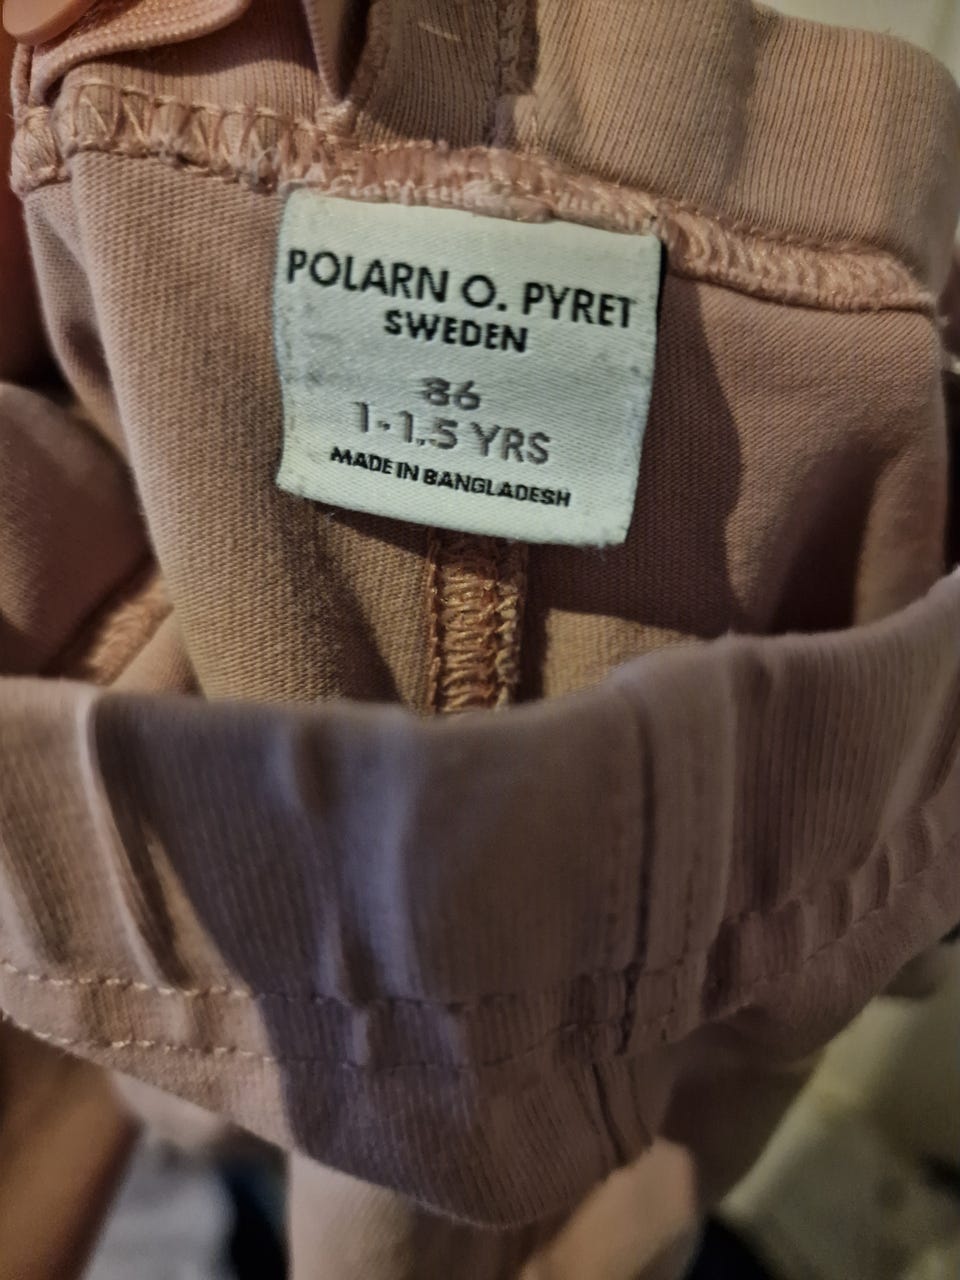 POLARN O. PYRET
SWEDEN
86
1-1.5 YRS
MADE IN BANGLADESH